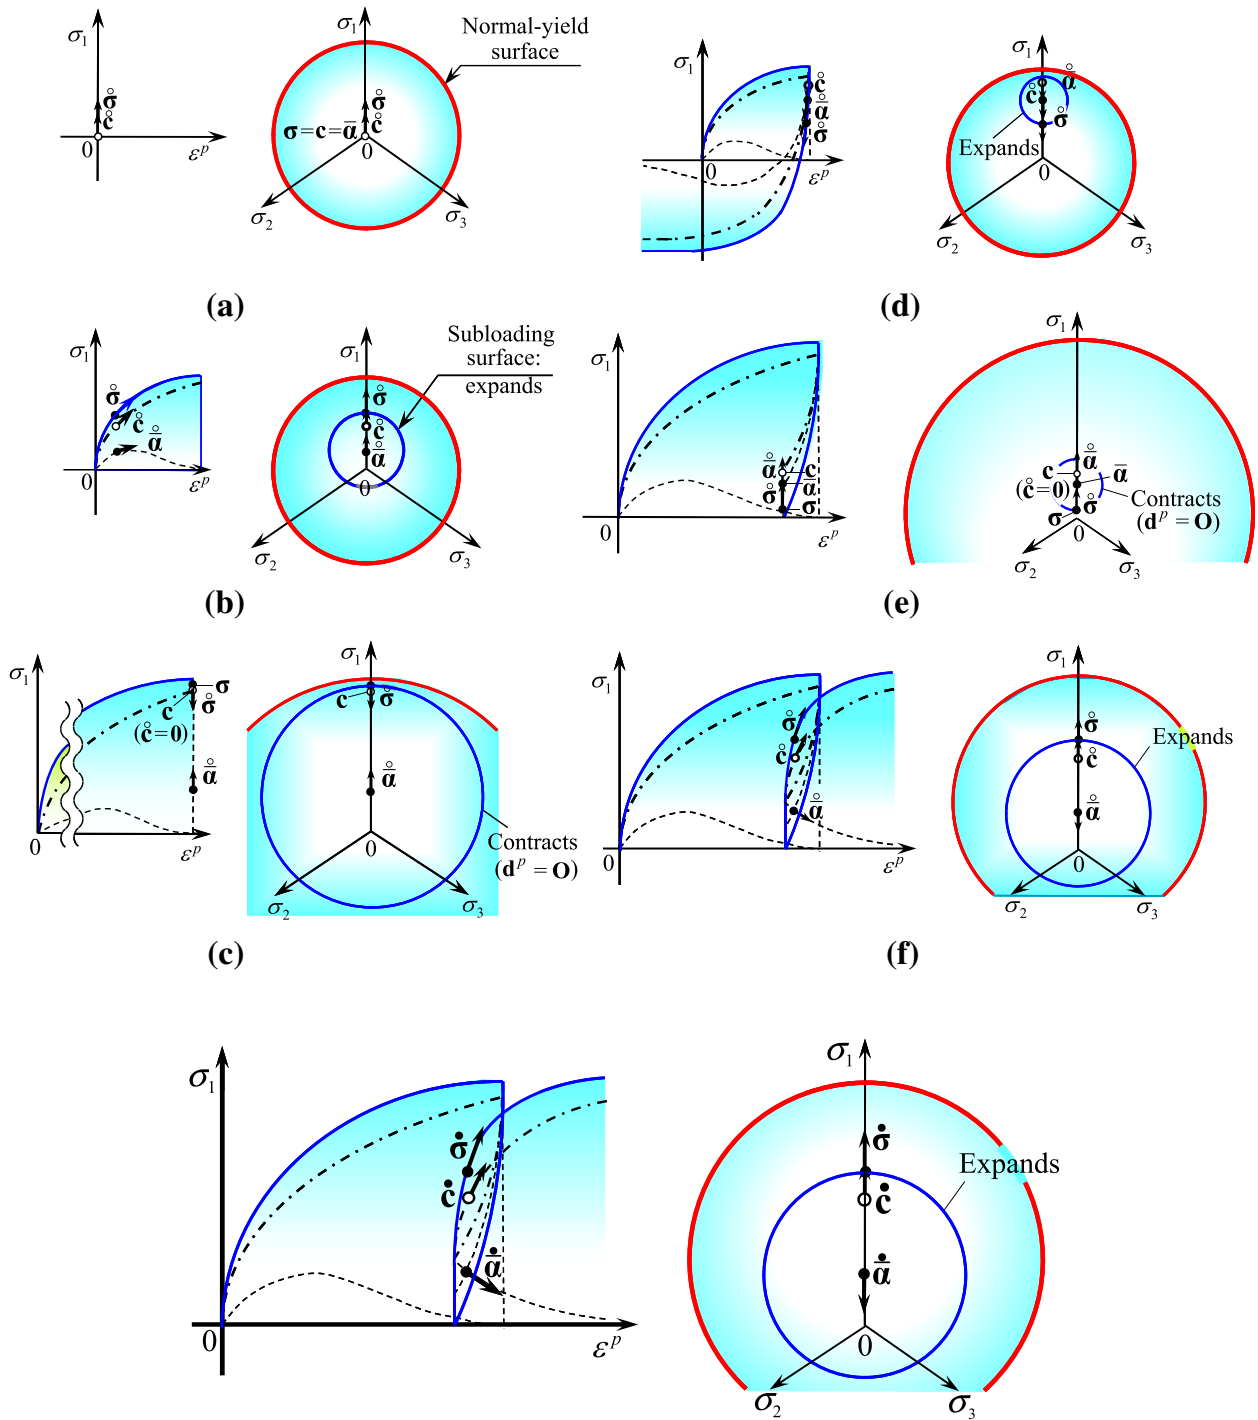 σ₁
σ̊
c̊
0
εᵖ
σ₁
Normal-yield
surface
σ̊
c̊
σ = c = ᾱ
0
σ₂
σ₃
(a)
σ₁
σ̊
c̊
ᾱ̊
0
εᵖ
σ₁
Subloading
surface:
expands
σ̊
c̊
ᾱ̊
0
σ₂
σ₃
(b)
σ₁
σ
c
σ̊
(c̊=0)
ᾱ̊
0
εᵖ
σ₁
c
σ̊
ᾱ̊
0
Contracts
(dᵖ = O)
σ₂
σ₃
(c)
σ₁
c̊
ᾱ̊
σ̊
0
εᵖ
σ₁
ᾱ̊
c̊
σ̊
Expands
0
σ₂
σ₃
(d)
σ₁
ᾱ̊
c
ᾱ
σ̊
σ
0
εᵖ
σ₁
ᾱ̊
c
ᾱ
(c̊=0)
Contracts
σ̊
σ
(dᵖ = O)
0
σ₂
σ₃
(e)
σ₁
σ̊
c̊
ᾱ̊
0
εᵖ
σ₁
Expands
σ̊
c̊
ᾱ̊
0
σ₂
σ₃
(f)
σ₁
σ̇
ċ
ᾱ̇
0
εᵖ
σ₁
σ̇
Expands
ċ
ᾱ̇
0
σ₂
σ₃